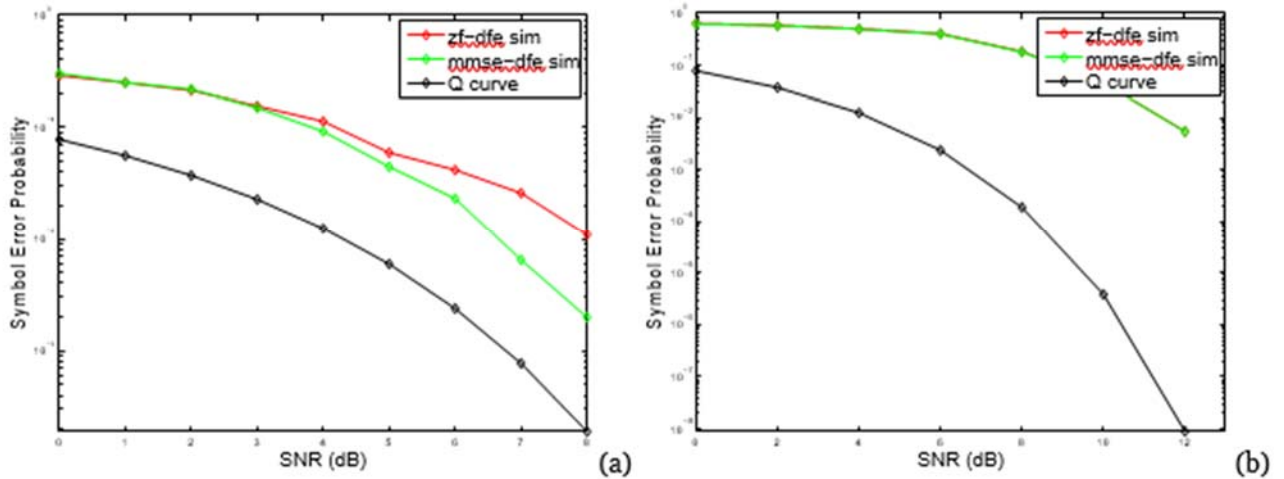 zf-dfe sim
mmse-dfe sim
Q curve
Symbol Error Probability
0 1 2 3 4 5 6 7 8
SNR (dB)
(a)
zf-dfe sim
mmse-dfe sim
Q curve
Symbol Error Probability
0 2 4 6 8 10 12
SNR (dB)
(b)